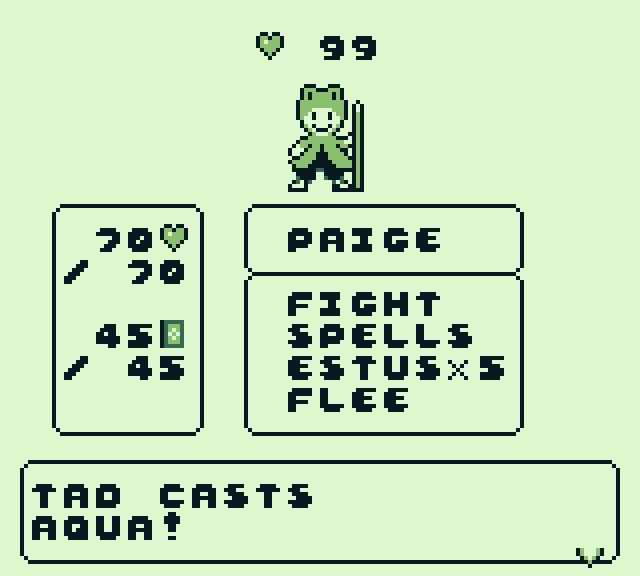 99
70
/ 70
45
/ 45
PAIGE
FIGHT
SPELLS
ESTUS×5
FLEE
TAO CASTS
AQUA!